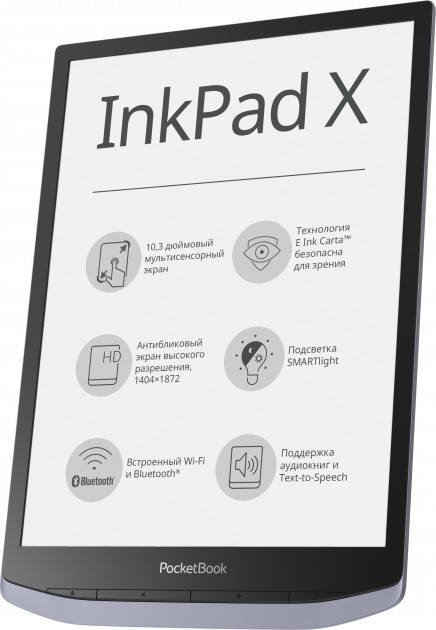 InkPad X
10,3 дюймовый
мультисенсорный
экран
Технология
E Ink Carta™
безопасна
для зрения
HD
Антибликовый
экран высокого
разрешения,
1404×1872
Подсветка
SMARTlight
Bluetooth®
Встроенный Wi-Fi
и Bluetooth®
Поддержка
аудиокниг и
Text-to-Speech
PocketBook